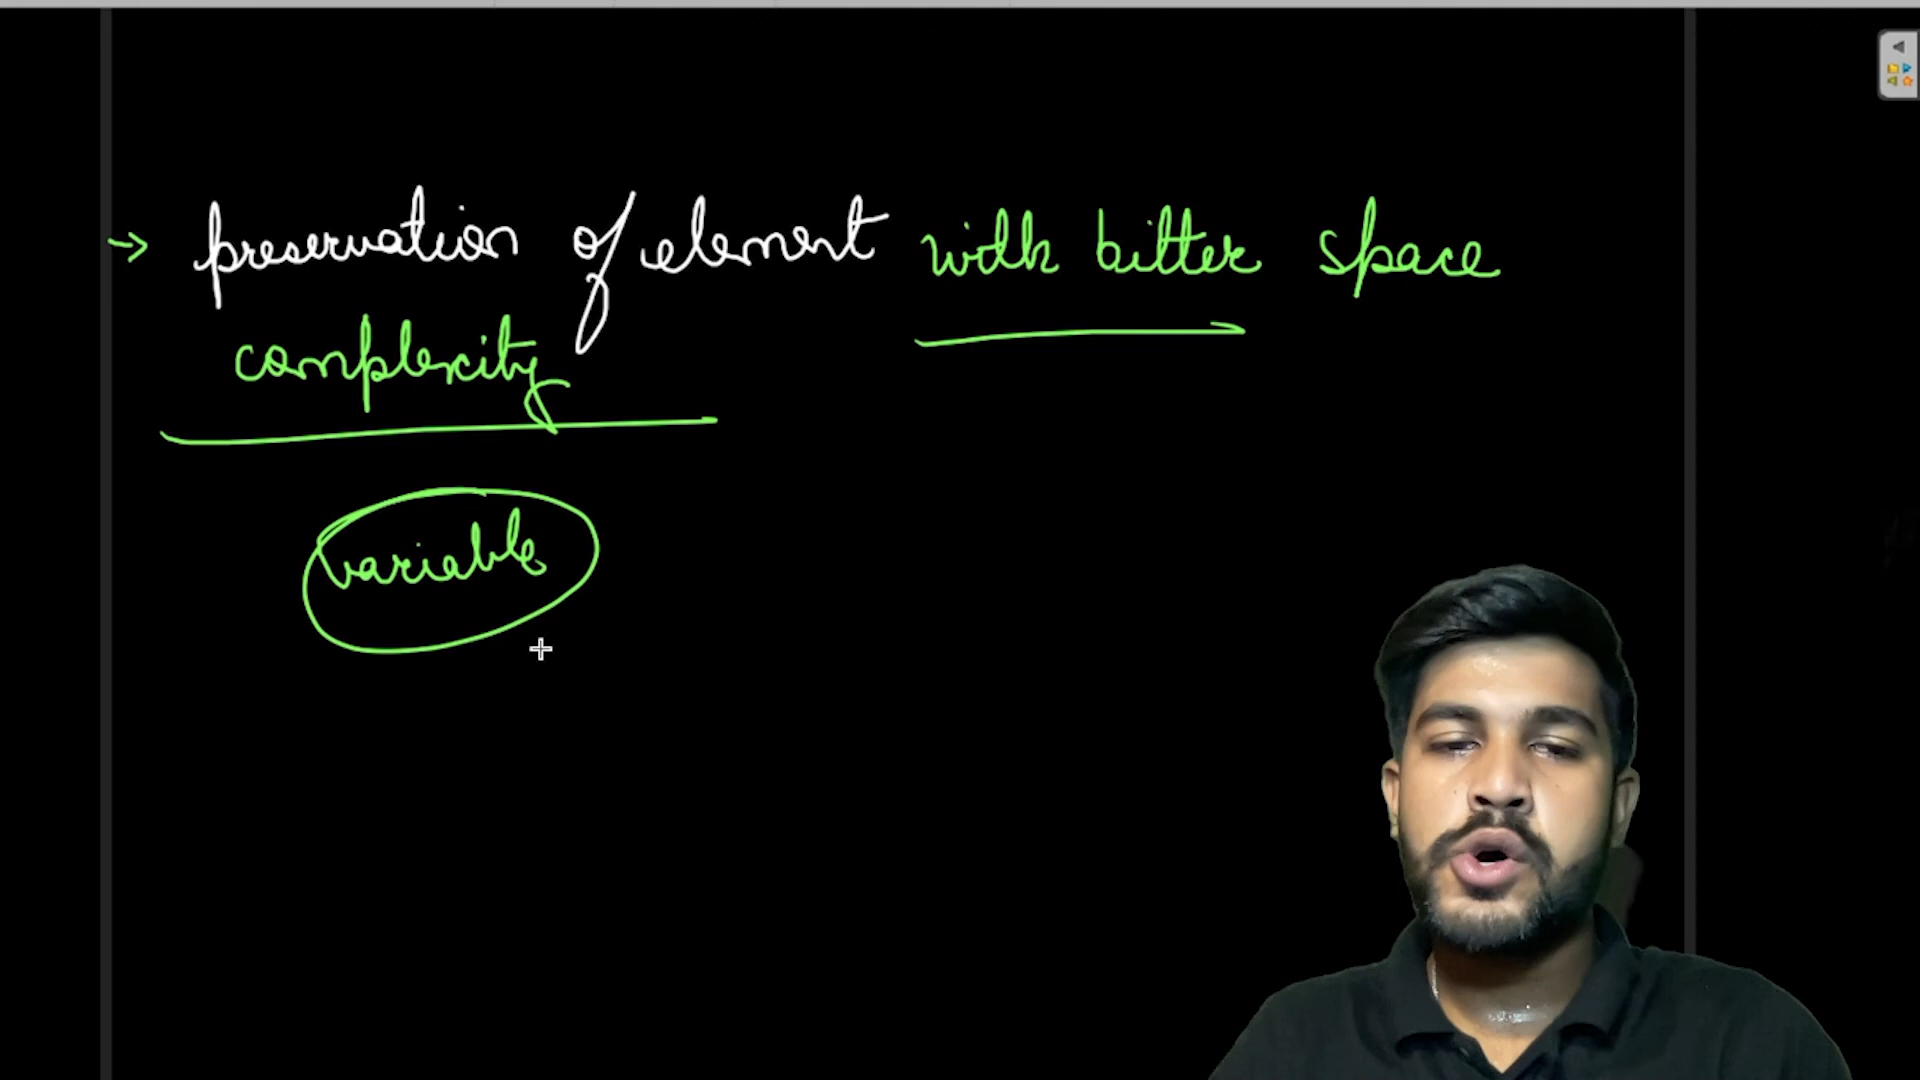 → preservation of element with bitter space
complexity
variable